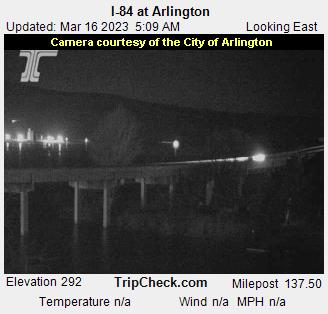 I-84 at Arlington
Updated: Mar 16 2023 5:09 AM Looking East
Camera courtesy of the City of Arlington
Elevation 292 TripCheck.com Milepost 137.50
Temperature n/a Wind n/a MPH n/a